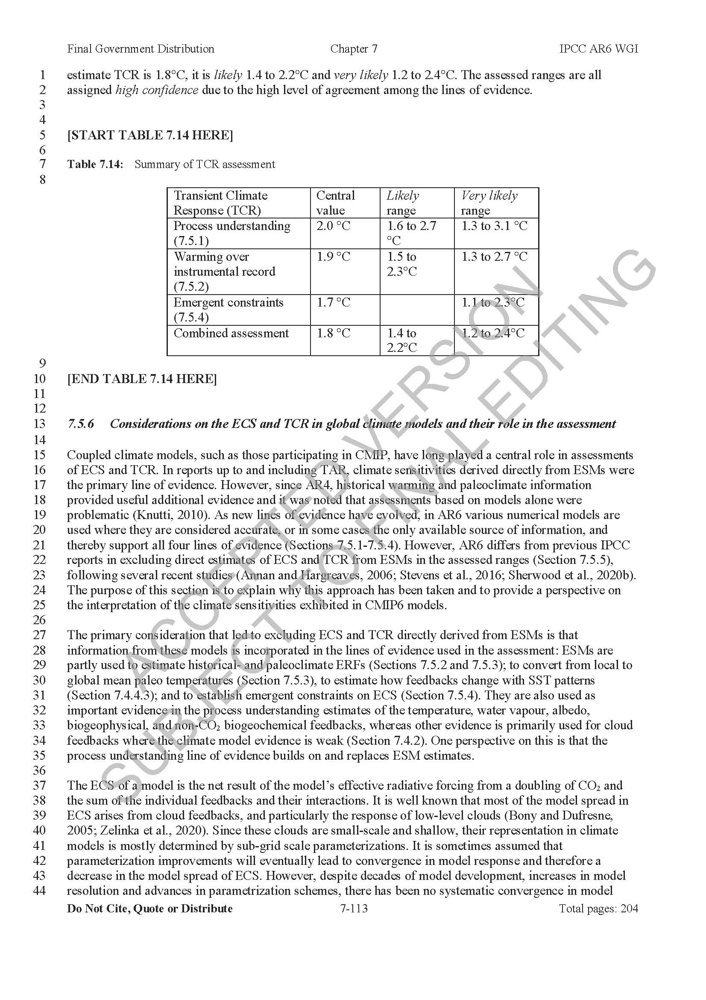 Final Government Distribution Chapter 7 IPCC AR6 WGI
1 estimate TCR is 1.8°C, it is likely 1.4 to 2.2°C and very likely 1.2 to 2.4°C. The assessed ranges are all
2 assigned high confidence due to the high level of agreement among the lines of evidence.
3
4
5 [START TABLE 7.14 HERE]
6
7 Table 7.14: Summary of TCR assessment
8
Transient Climate Central Likely Very likely
Response (TCR) value range range
Process understanding 2.0 °C 1.6 to 2.7 1.3 to 3.1 °C
(7.5.1) °C
Warming over 1.9 °C 1.5 to 1.3 to 2.7 °C
instrumental record 2.3°C
(7.5.2)
Emergent constraints 1.7 °C 1.1 to 2.3°C
(7.5.4)
Combined assessment 1.8 °C 1.4 to 1.2 to 2.4°C
2.2°C
9
10 [END TABLE 7.14 HERE]
11
12
13 7.5.6 Considerations on the ECS and TCR in global climate models and their role in the assessment
14
15 Coupled climate models, such as those participating in CMIP, have long played a central role in assessments
16 of ECS and TCR. In reports up to and including TAR, climate sensitivities derived directly from ESMs were
17 the primary line of evidence. However, since AR4, historical warming and paleoclimate information
18 provided useful additional evidence and it was noted that assessments based on models alone were
19 problematic (Knutti, 2010). As new lines of evidence have evolved, in AR6 various numerical models are
20 used where they are considered accurate, or in some cases the only available source of information, and
21 thereby support all four lines of evidence (Sections 7.5.1-7.5.4). However, AR6 differs from previous IPCC
22 reports in excluding direct estimates of ECS and TCR from ESMs in the assessed ranges (Section 7.5.5),
23 following several recent studies (Annan and Hargreaves, 2006; Stevens et al., 2016; Sherwood et al., 2020b).
24 The purpose of this section is to explain why this approach has been taken and to provide a perspective on
25 the interpretation of the climate sensitivities exhibited in CMIP6 models.
26
27 The primary consideration that led to excluding ECS and TCR directly derived from ESMs is that
28 information from these models is incorporated in the lines of evidence used in the assessment: ESMs are
29 partly used to estimate historical- and paleoclimate ERFs (Sections 7.5.2 and 7.5.3); to convert from local to
30 global mean paleo temperatures (Section 7.5.3), to estimate how feedbacks change with SST patterns
31 (Section 7.4.4.3); and to establish emergent constraints on ECS (Section 7.5.4). They are also used as
32 important evidence in the process understanding estimates of the temperature, water vapour, albedo,
33 biogeophysical, and non-CO₂ biogeochemical feedbacks, whereas other evidence is primarily used for cloud
34 feedbacks where the climate model evidence is weak (Section 7.4.2). One perspective on this is that the
35 process understanding line of evidence builds on and replaces ESM estimates.
36
37 The ECS of a model is the net result of the model’s effective radiative forcing from a doubling of CO₂ and
38 the sum of the individual feedbacks and their interactions. It is well known that most of the model spread in
39 ECS arises from cloud feedbacks, and particularly the response of low-level clouds (Bony and Dufresne,
40 2005; Zelinka et al., 2020). Since these clouds are small-scale and shallow, their representation in climate
41 models is mostly determined by sub-grid scale parameterizations. It is sometimes assumed that
42 parameterization improvements will eventually lead to convergence in model response and therefore a
43 decrease in the model spread of ECS. However, despite decades of model development, increases in model
44 resolution and advances in parametrization schemes, there has been no systematic convergence in model
Do Not Cite, Quote or Distribute 7-113 Total pages: 204
ACCEPTED VERSION
SUBJECT TO FINAL EDITING